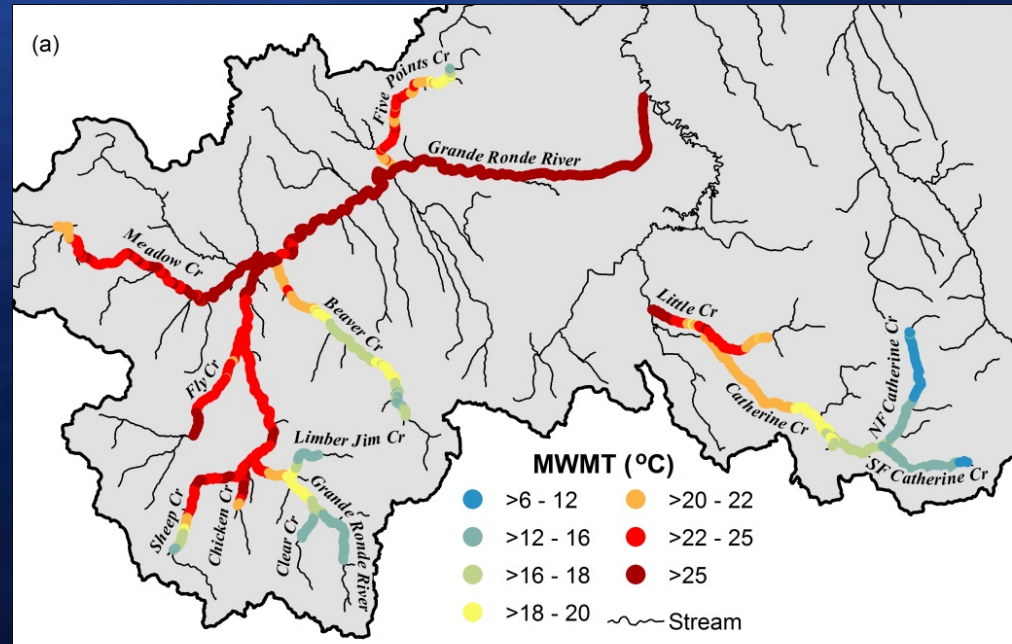 (a)
Five Points Cr
Grande Ronde River
Meadow Cr
Beaver Cr
Little Cr
Fly Cr
Catherine Cr
NF Catherine Cr
SF Catherine Cr
Limber Jim Cr
Sheep Cr
Chicken Cr
Clear Cr
Grande Ronde River
MWMT (°C)
>6 - 12
>20 - 22
>12 - 16
>22 - 25
>16 - 18
>25
>18 - 20
Stream